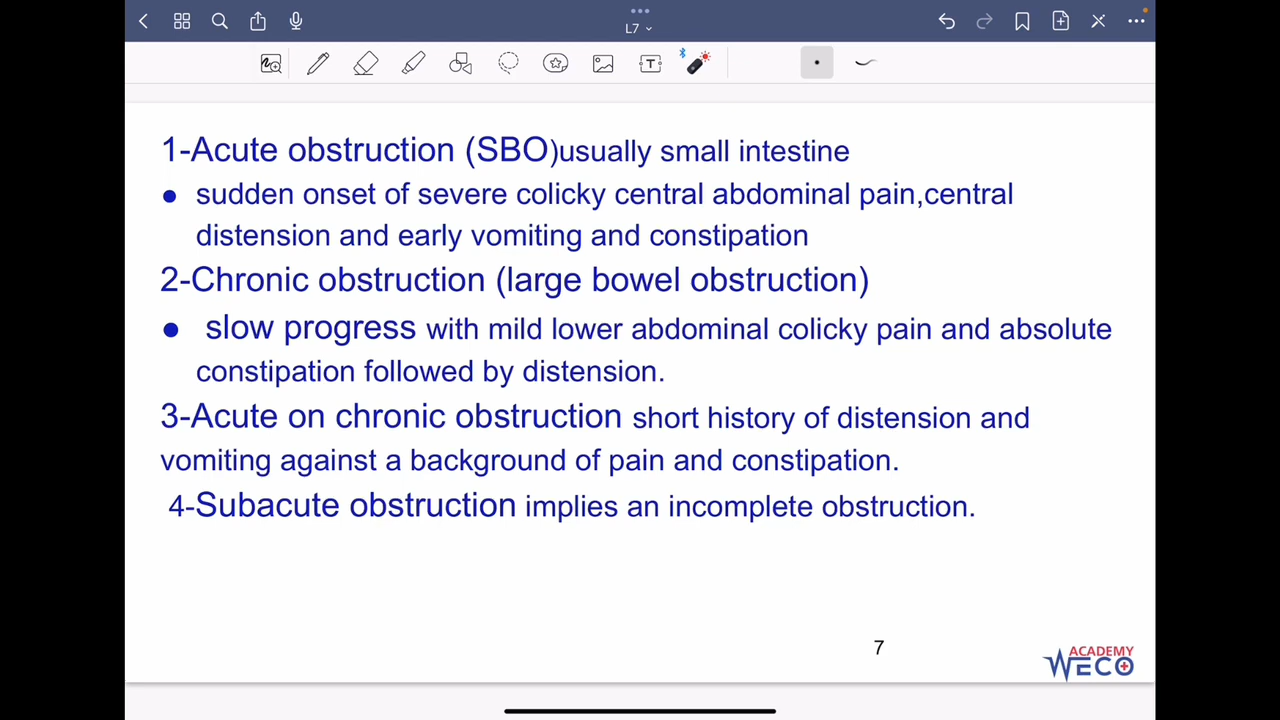 L7
1-Acute obstruction (SBO)usually small intestine
● sudden onset of severe colicky central abdominal pain,central
distension and early vomiting and constipation
2-Chronic obstruction (large bowel obstruction)
● slow progress with mild lower abdominal colicky pain and absolute
constipation followed by distension.
3-Acute on chronic obstruction short history of distension and
vomiting against a background of pain and constipation.
4-Subacute obstruction implies an incomplete obstruction.
7
ACADEMY
WECO